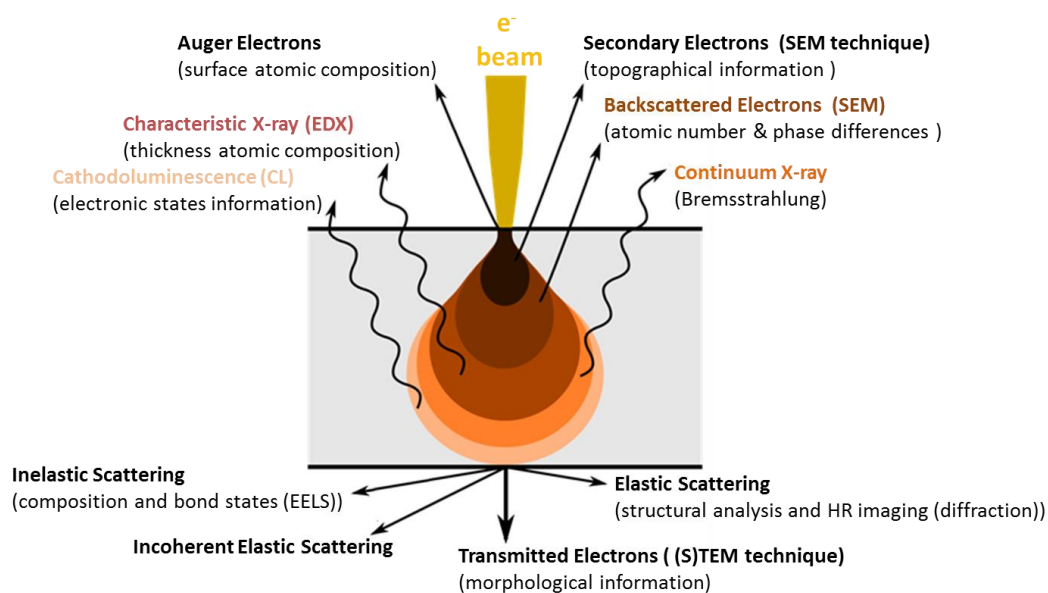 e-
beam
Auger Electrons
(surface atomic composition)
Secondary Electrons (SEM technique)
(topographical information )
Backscattered Electrons (SEM)
(atomic number & phase differences )
Characteristic X-ray (EDX)
(thickness atomic composition)
Cathodoluminescence (CL)
(electronic states information)
Continuum X-ray
(Bremsstrahlung)
Inelastic Scattering
(composition and bond states (EELS))
Incoherent Elastic Scattering
Elastic Scattering
(structural analysis and HR imaging (diffraction))
Transmitted Electrons ( (S)TEM technique)
(morphological information)